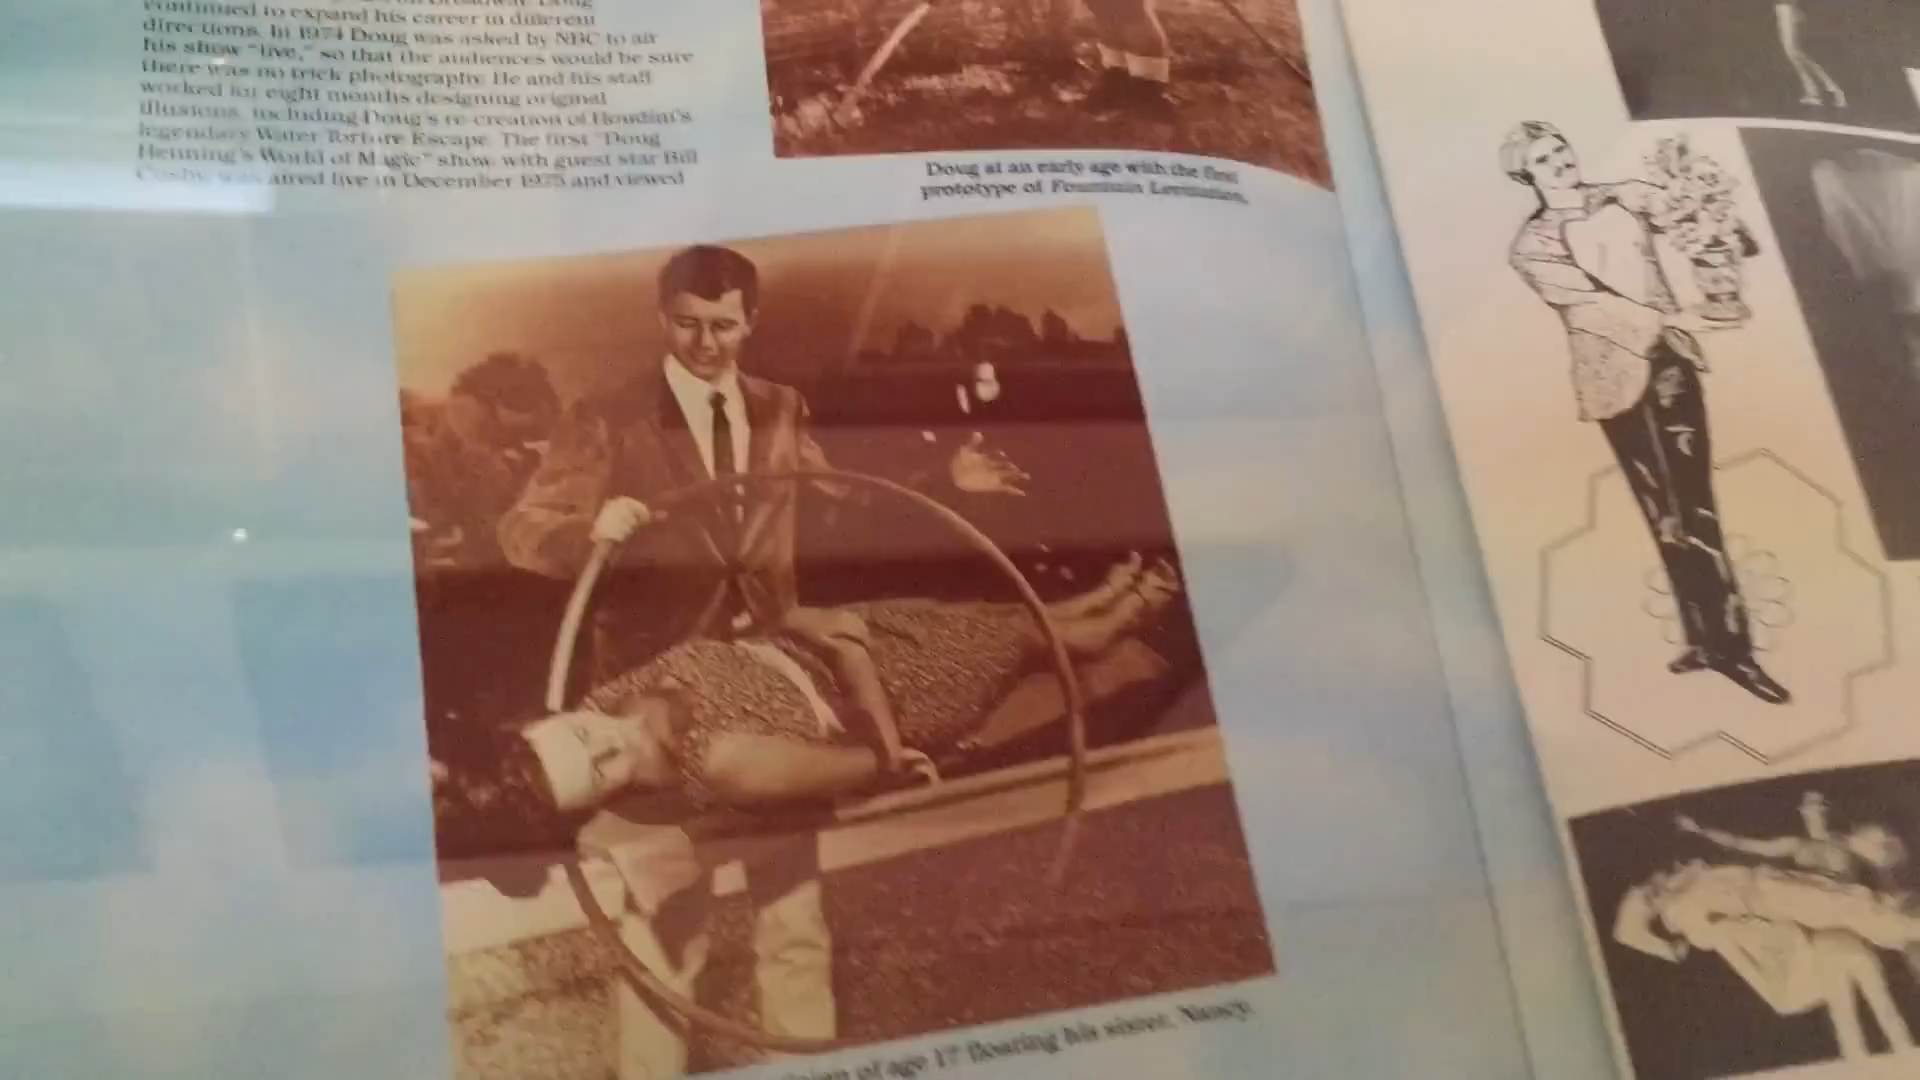 continued to expand his career in different
directions. In 1974 Doug was asked by NBC to air
his show "live," so that the audiences would be sure
there was no trick photography. He and his staff
worked for eight months designing original
illusions, including Doug's re-creation of Houdini's
legendary Water Torture Escape. The first "Doug
Henning's World of Magic" show, with guest star Bill
Cosby, was aired live in December 1975 and viewed
Doug at an early age with the first
prototype of Fountain Levitation.
of age 17 floating his sister, Nancy.